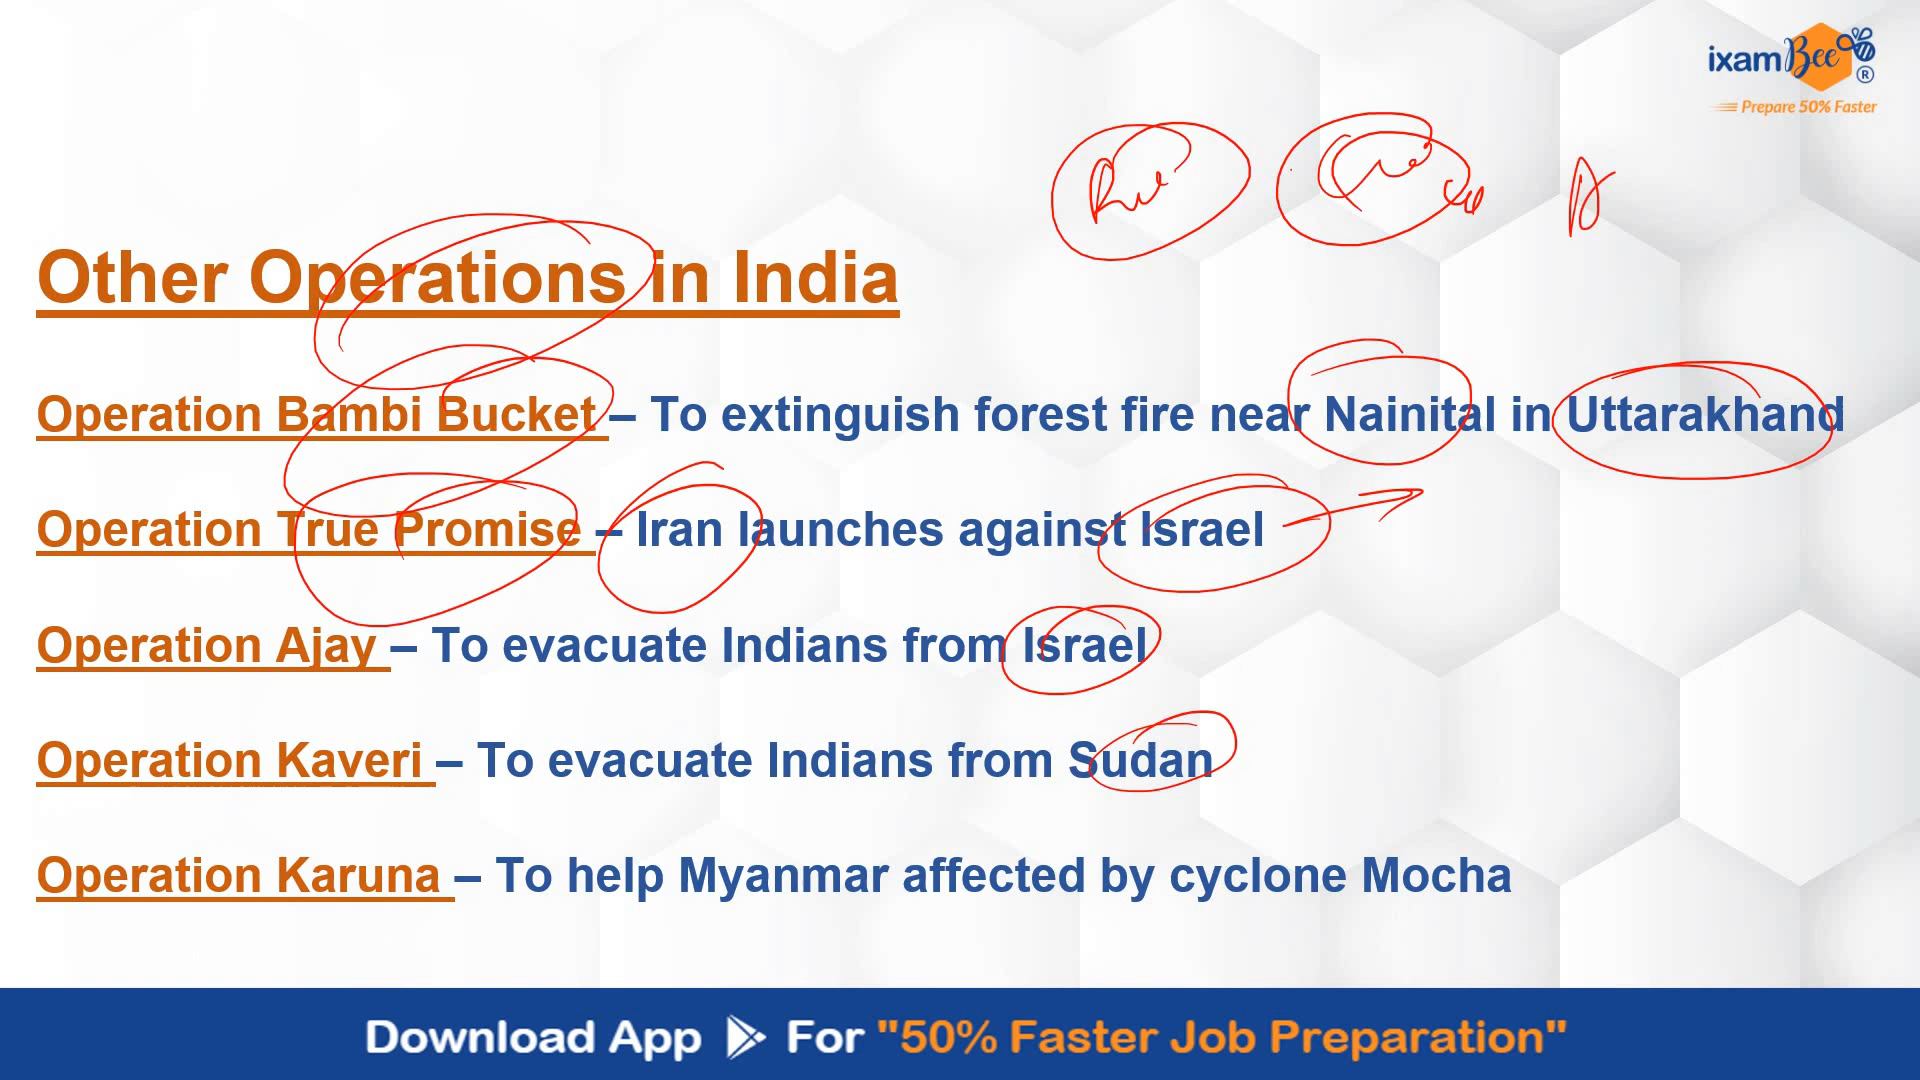 ixamBee
®
Prepare 50% Faster
Other Operations in India
Operation Bambi Bucket – To extinguish forest fire near Nainital in Uttarakhand
Operation True Promise – Iran launches against Israel
Operation Ajay – To evacuate Indians from Israel
Operation Kaveri – To evacuate Indians from Sudan
Operation Karuna – To help Myanmar affected by cyclone Mocha
Download App For "50% Faster Job Preparation"